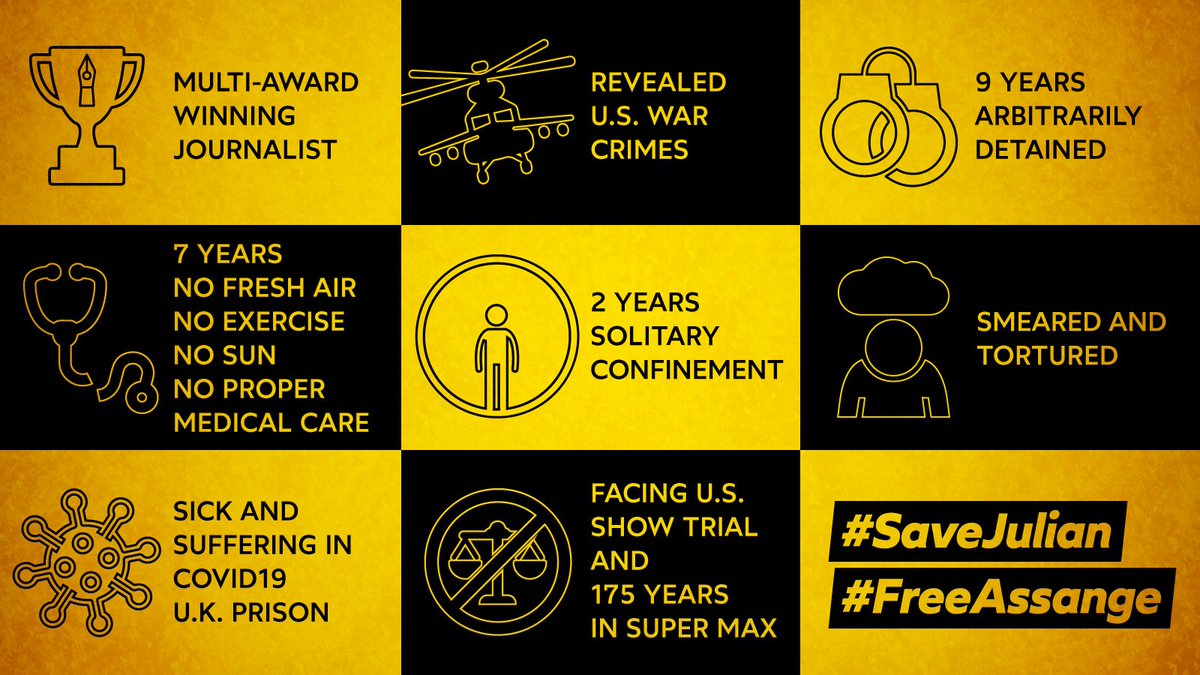 MULTI-AWARD
WINNING
JOURNALIST
REVEALED
U.S. WAR
CRIMES
9 YEARS
ARBITRARILY
DETAINED
7 YEARS
NO FRESH AIR
NO EXERCISE
NO SUN
NO PROPER
MEDICAL CARE
2 YEARS
SOLITARY
CONFINEMENT
SMEARED AND
TORTURED
SICK AND
SUFFERING IN
COVID19
U.K. PRISON
FACING U.S.
SHOW TRIAL
AND
175 YEARS
IN SUPER MAX
#SaveJulian
#FreeAssange